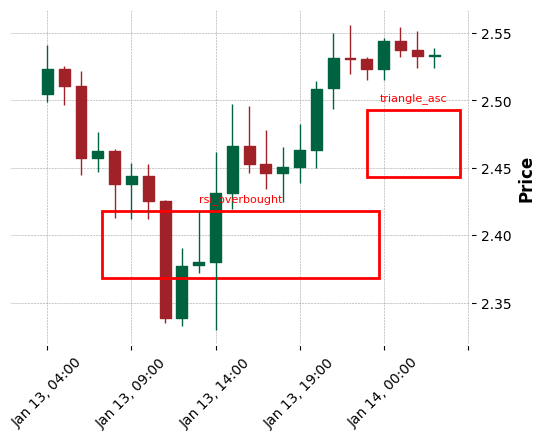 2.55
triangle_asc
2.50
2.45
Price
rsi_overbought
2.40
2.35
Jan 13, 04:00
Jan 13, 09:00
Jan 13, 14:00
Jan 13, 19:00
Jan 14, 00:00